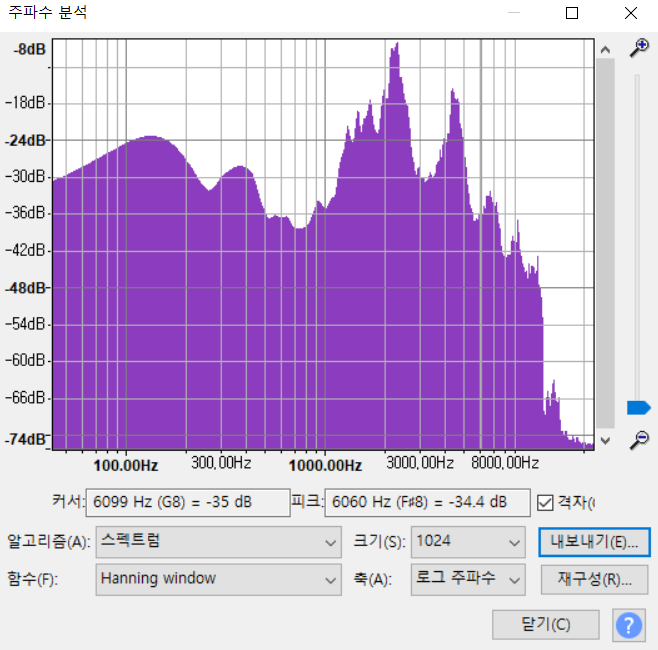 주파수 분석
-8dB
-18dB
-24dB
-30dB
-36dB
-42dB
-48dB
-54dB
-60dB
-66dB
-74dB
100.00Hz 300,00Hz 1000.00Hz 3000,00Hz 8000,00Hz
커서: 6099 Hz (G8) = -35 dB 피크: 6060 Hz (F#8) = -34.4 dB 격자(
알고리즘(A): 스펙트럼 크기(S): 1024 내보내기(E)...
함수(F): Hanning window 축(A): 로그 주파수 재구성(R)...
닫기(C) ?